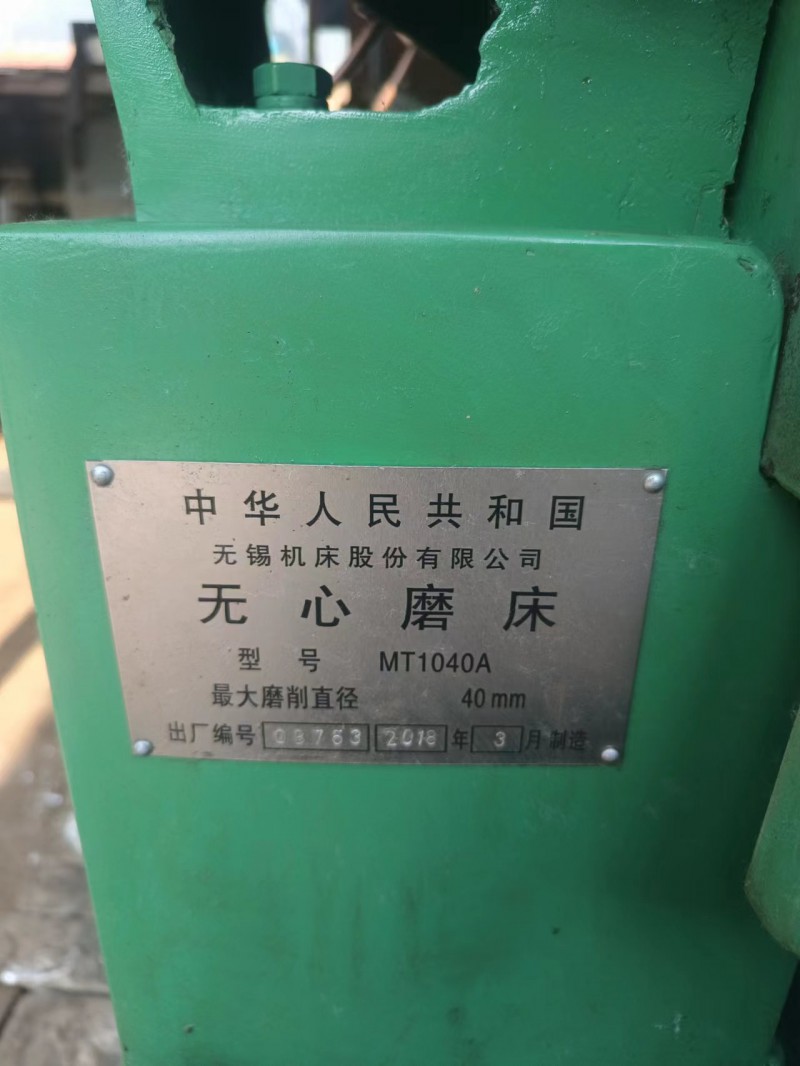 中华人民共和国
无锡机床股份有限公司
无心磨床
型号 MT1040A
最大磨削直径 40mm
出厂编号 03763 2018 年 3 月制造